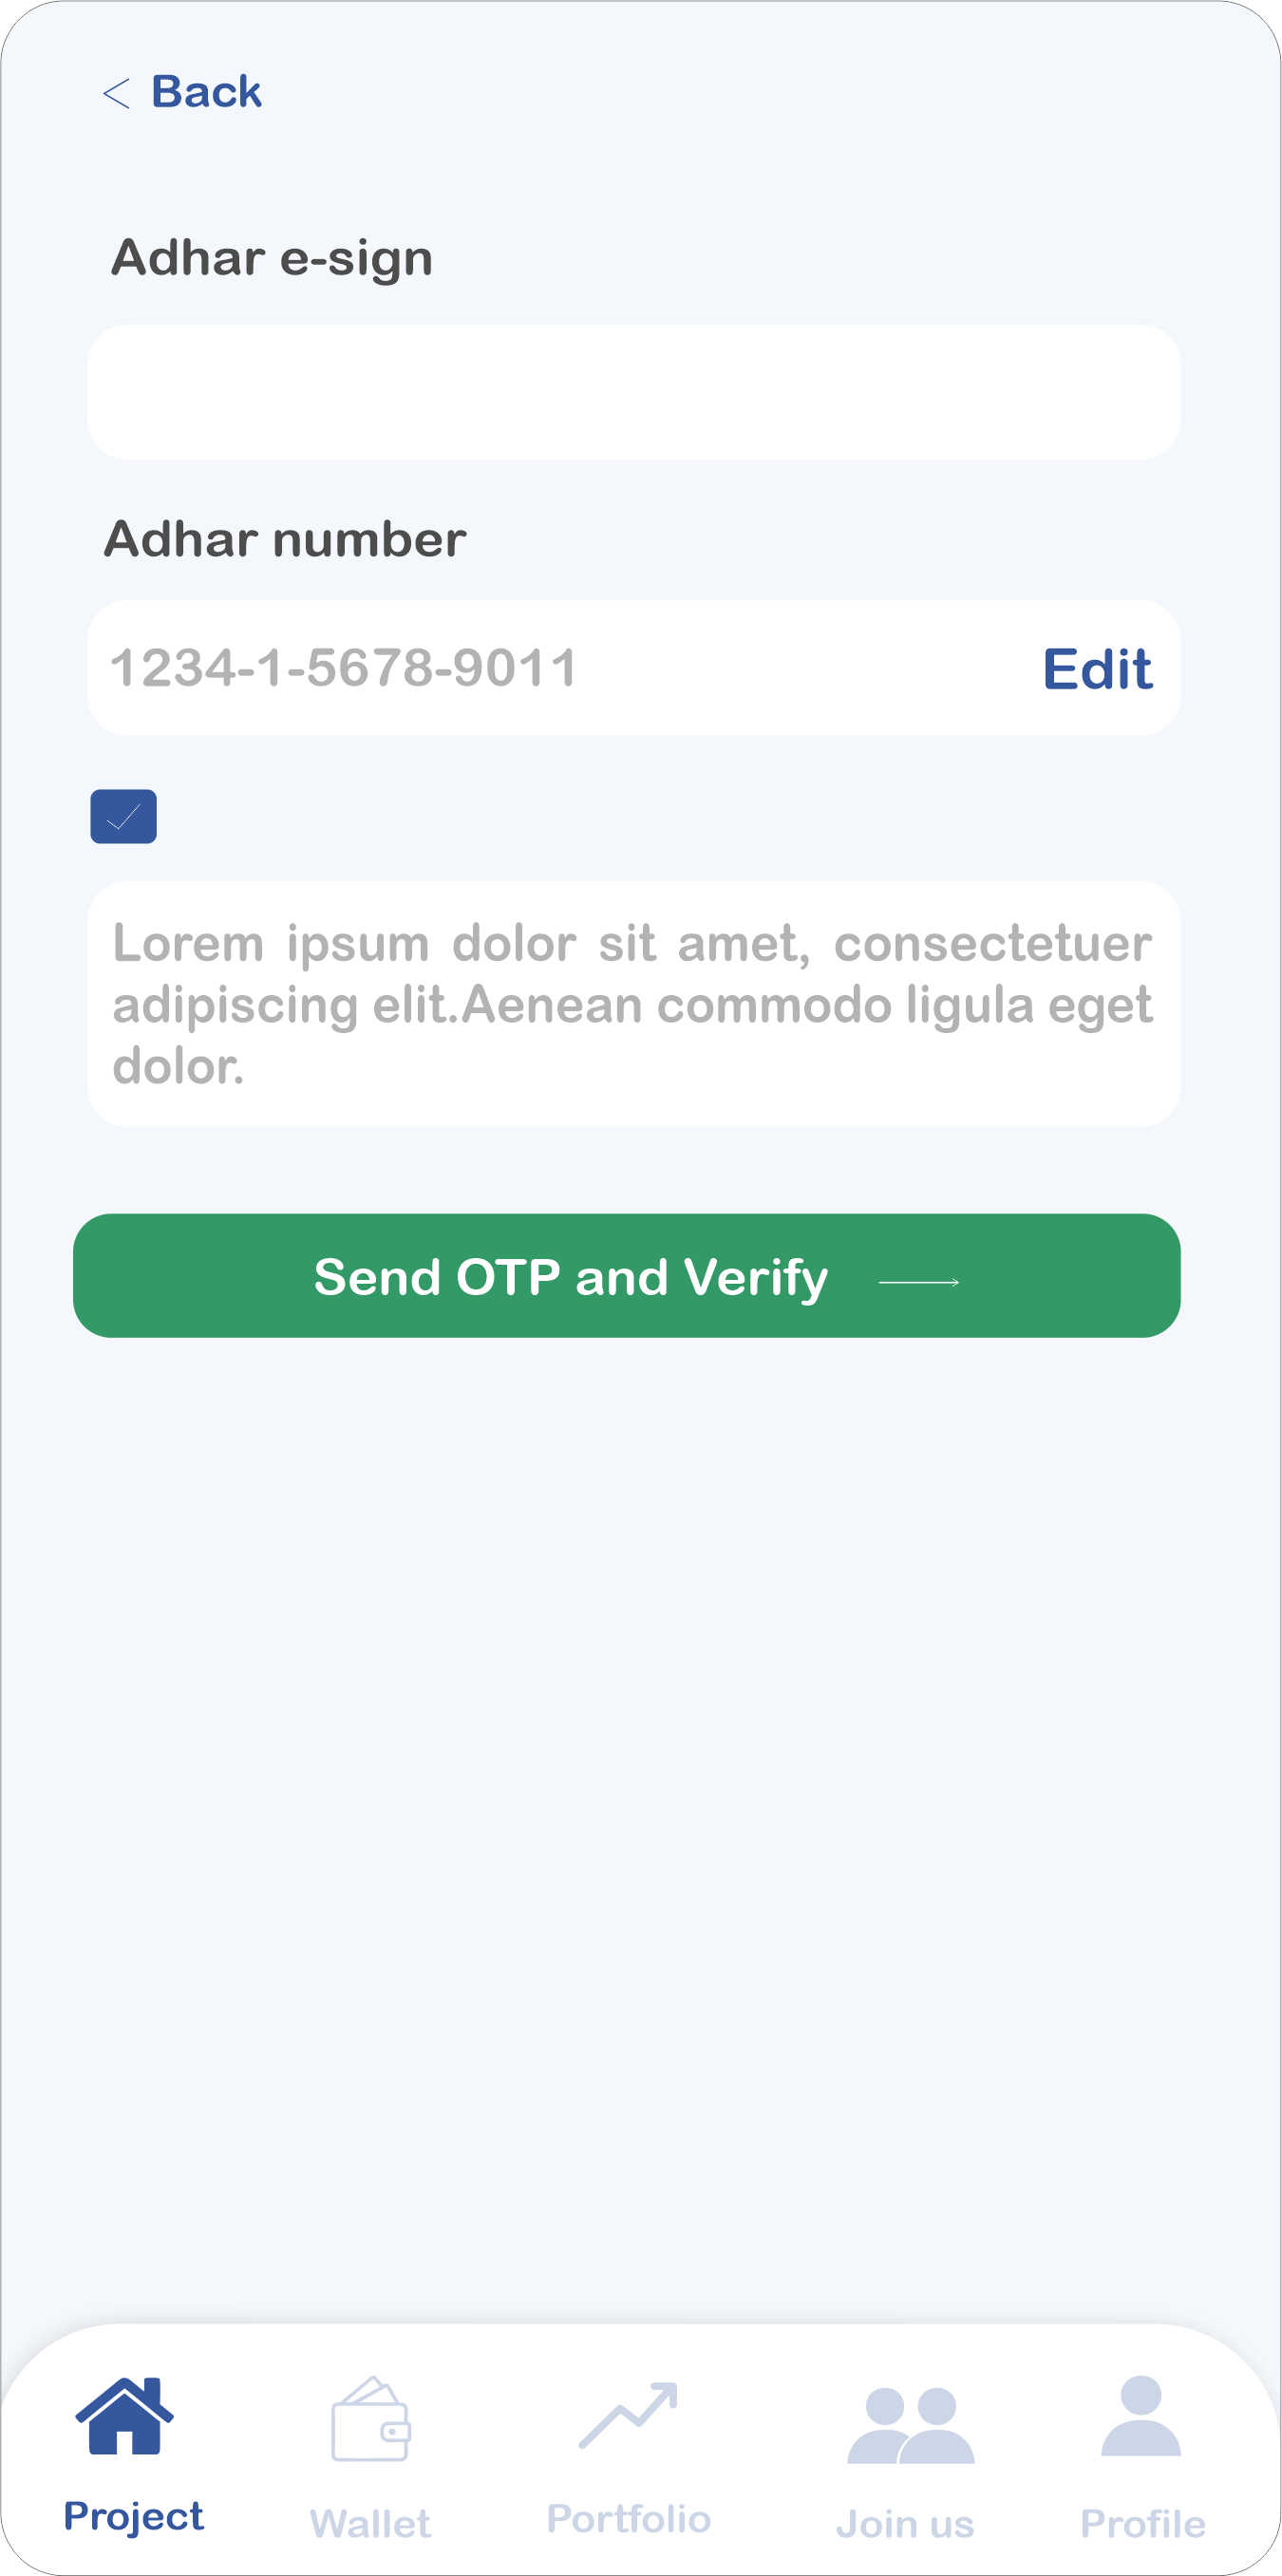 Back
Adhar e-sign
Adhar number
1234-1-5678-9011
Edit
Lorem ipsum dolor sit amet, consectetuer
adipiscing elit.Aenean commodo ligula eget
dolor.
Send OTP and Verify
Project
Wallet
Portfolio
Join us
Profile